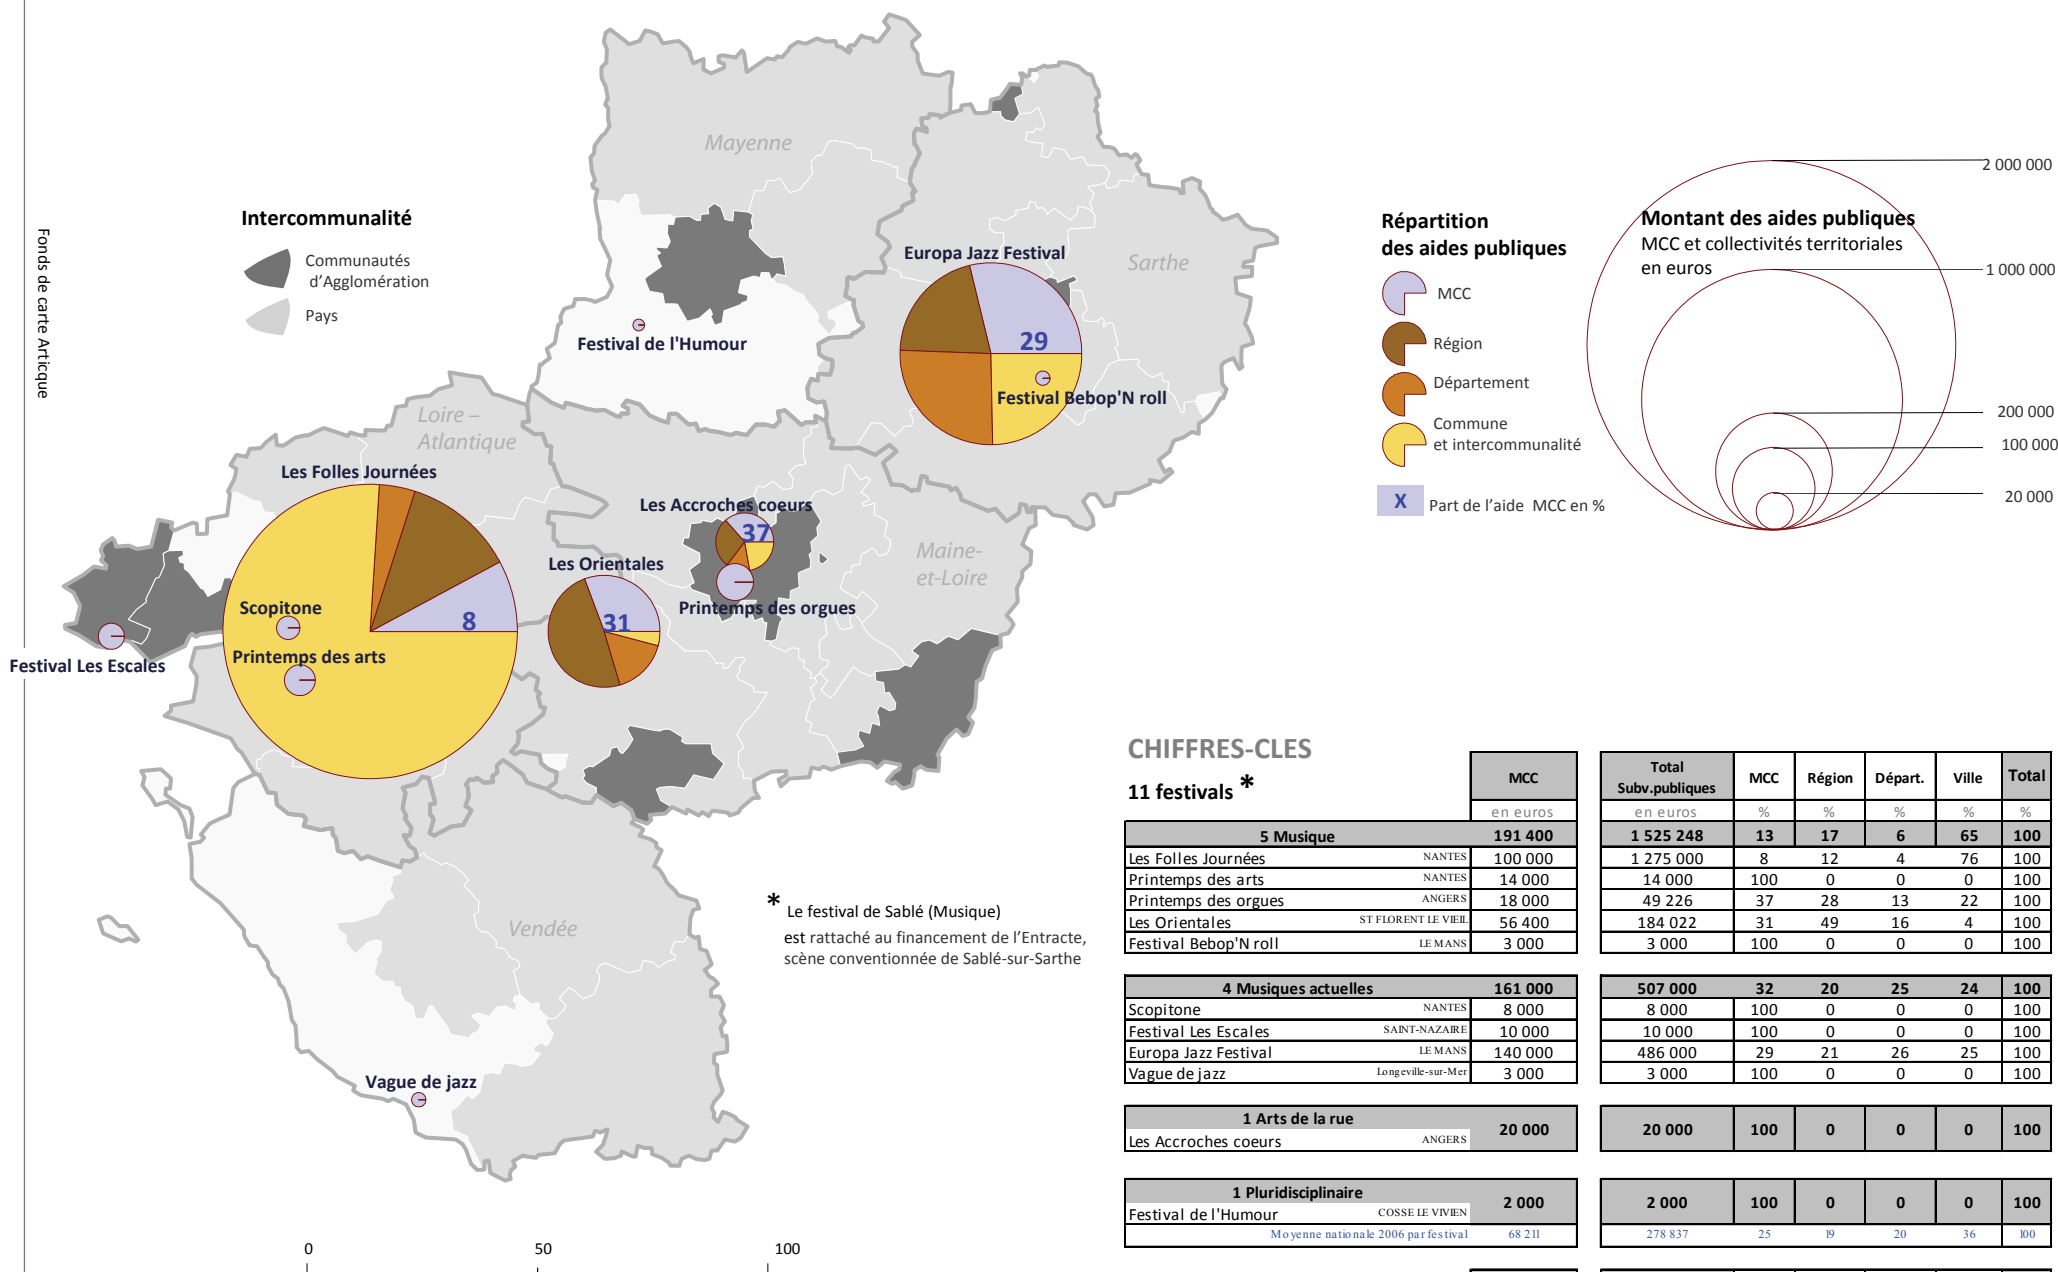 Fonds de carte Articque
Intercommunalité
Communautés
d'Agglomération
Pays
Mayenne
Sarthe
Loire –
Atlantique
Maine-
et-Loire
Vendée
Europa Jazz Festival
29
Festival Bebop'N roll
Festival de l'Humour
Les Folles Journées
8
Scopitone
Printemps des arts
Festival Les Escales
Les Accroches coeurs
37
Printemps des orgues
Les Orientales
31
Vague de jazz
Répartition
des aides publiques
MCC
Région
Département
Commune
et intercommunalité
X Part de l'aide MCC en %
Montant des aides publiques
MCC et collectivités territoriales
en euros
2 000 000
1 000 000
200 000
100 000
20 000
* Le festival de Sablé (Musique)
est rattaché au financement de l'Entracte,
scène conventionnée de Sablé-sur-Sarthe
0 50 100
CHIFFRES-CLES
11 festivals *
MCC Total Subv.publiques MCC Région Départ. Ville Total
en euros en euros % % % % %
5 Musique 191 400 1 525 248 13 17 6 65 100
Les Folles Journées NANTES 100 000 1 275 000 8 12 4 76 100
Printemps des arts NANTES 14 000 14 000 100 0 0 0 100
Printemps des orgues ANGERS 18 000 49 226 37 28 13 22 100
Les Orientales ST FLORENT LE VIEIL 56 400 184 022 31 49 16 4 100
Festival Bebop'N roll LE MANS 3 000 3 000 100 0 0 0 100
4 Musiques actuelles 161 000 507 000 32 20 25 24 100
Scopitone NANTES 8 000 8 000 100 0 0 0 100
Festival Les Escales SAINT-NAZAIRE 10 000 10 000 100 0 0 0 100
Europa Jazz Festival LE MANS 140 000 486 000 29 21 26 25 100
Vague de jazz Longeville-sur-Mer 3 000 3 000 100 0 0 0 100
1 Arts de la rue 20 000 20 000 100 0 0 0 100
Les Accroches coeurs ANGERS
1 Pluridisciplinaire 2 000 2 000 100 0 0 0 100
Festival de l'Humour COSSE LE VIVIEN
Moyenne nationale 2006 par festival 68 211 278 837 25 19 20 36 100